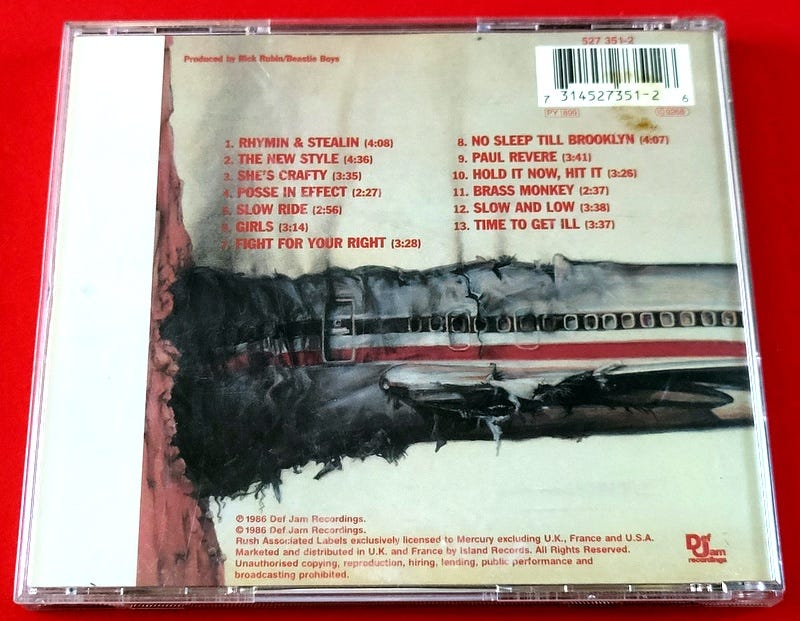 527 351-2
Produced by Rick Rubin/Beastie Boys
7 314527351-2 6
PY 899
1. RHYMIN & STEALIN (4:08)
2. THE NEW STYLE (4:36)
3. SHE'S CRAFTY (3:35)
4. POSSE IN EFFECT (2:27)
5. SLOW RIDE (2:56)
6. GIRLS (3:14)
7. FIGHT FOR YOUR RIGHT (3:28)
8. NO SLEEP TILL BROOKLYN (4:07)
9. PAUL REVERE (3:41)
10. HOLD IT NOW, HIT IT (3:26)
11. BRASS MONKEY (2:37)
12. SLOW AND LOW (3:38)
13. TIME TO GET ILL (3:37)
℗ 1986 Def Jam Recordings.
© 1986 Def Jam Recordings.
Rush Associated Labels exclusively licensed to Mercury excluding U.K., France and U.S.A.
Marketed and distributed in U.K. and France by Island Records. All Rights Reserved.
Unauthorised copying, reproduction, hiring, lending, public performance and
broadcasting prohibited.
Def Jam
recordings